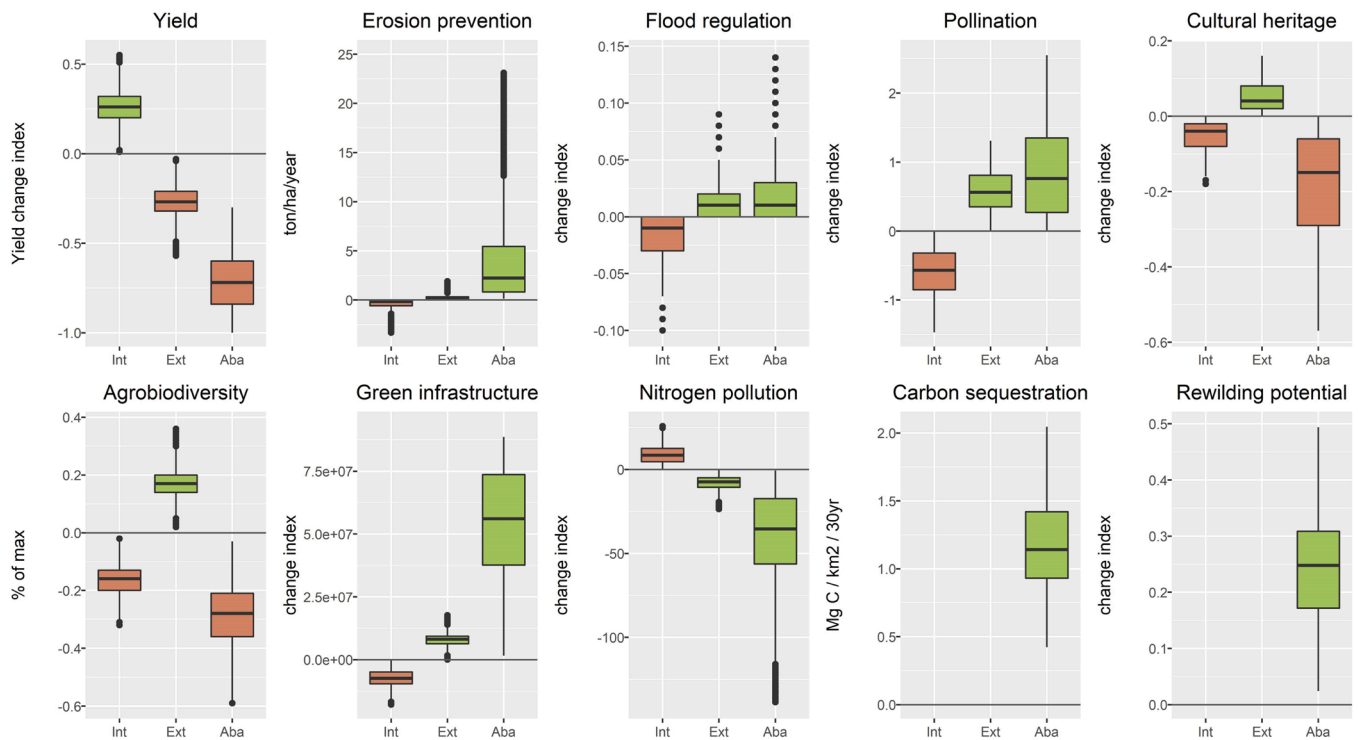 Yield
Yield change index
0.5
0.0
-0.5
-1.0
Int Ext Aba
Erosion prevention
ton/ha/year
25
20
15
10
5
0
Int Ext Aba
Flood regulation
change index
0.15
0.10
0.05
0.00
-0.05
-0.10
Int Ext Aba
Pollination
change index
2
1
0
-1
Int Ext Aba
Cultural heritage
change index
0.2
0.0
-0.2
-0.4
-0.6
Int Ext Aba
Agrobiodiversity
% of max
0.4
0.2
0.0
-0.2
-0.4
-0.6
Int Ext Aba
Green infrastructure
change index
7.5e+07
5.0e+07
2.5e+07
0.0e+00
Int Ext Aba
Nitrogen pollution
change index
0
-50
-100
Int Ext Aba
Carbon sequestration
Mg C / km2 / 30yr
2.0
1.5
1.0
0.5
0.0
Int Ext Aba
Rewilding potential
change index
0.5
0.4
0.3
0.2
0.1
0.0
Int Ext Aba